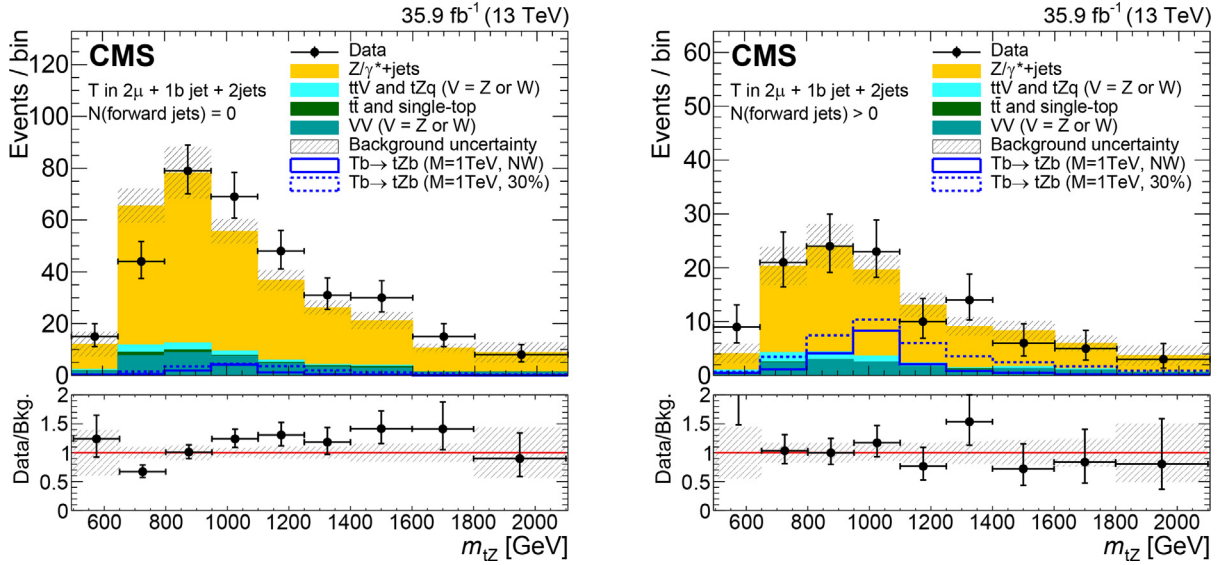 35.9 fb⁻¹ (13 TeV)
Events / bin
120
100
80
60
40
20
0
CMS
T in 2μ + 1b jet + 2jets
N(forward jets) = 0
Data
Z/γ*+jets
ttV and tZq (V = Z or W)
tt̄ and single-top
VV (V = Z or W)
Background uncertainty
Tb→ tZb (M=1TeV, NW)
Tb→ tZb (M=1TeV, 30%)
Data/Bkg.
2
1.5
1
0.5
0
600 800 1000 1200 1400 1600 1800 2000
m_tZ [GeV]
35.9 fb⁻¹ (13 TeV)
Events / bin
60
50
40
30
20
10
0
CMS
T in 2μ + 1b jet + 2jets
N(forward jets) > 0
Data
Z/γ*+jets
ttV and tZq (V = Z or W)
tt̄ and single-top
VV (V = Z or W)
Background uncertainty
Tb→ tZb (M=1TeV, NW)
Tb→ tZb (M=1TeV, 30%)
Data/Bkg.
2
1.5
1
0.5
0
600 800 1000 1200 1400 1600 1800 2000
m_tZ [GeV]